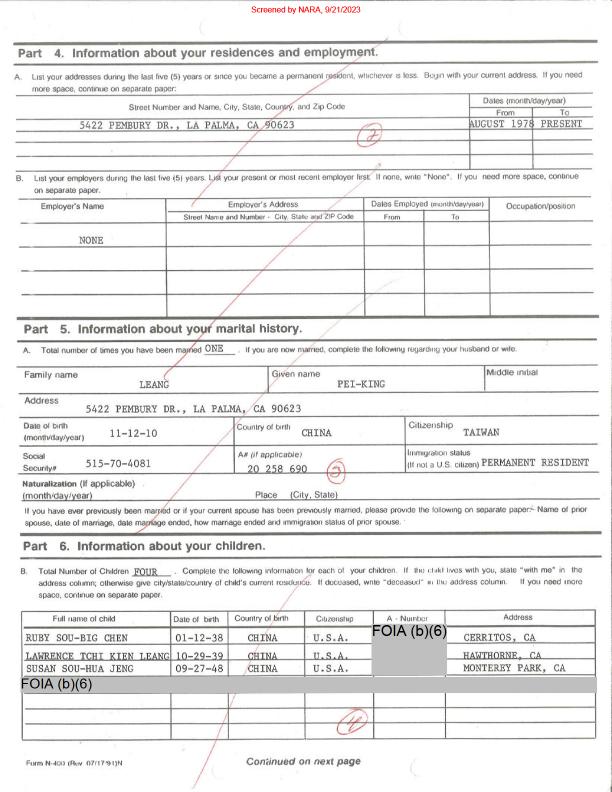 Screened by NARA, 9/21/2023
Part 4. Information about your residences and employment.
A. List your addresses during the last five (5) years or since you became a permanent resident, whichever is less. Begin with your current address. If you need
more space, continue on separate paper:
Street Number and Name, City, State, Country, and Zip Code
Dates (month/day/year)
From To
5422 PEMBURY DR., LA PALMA, CA 90623 AUGUST 1978 PRESENT
2
B. List your employers during the last five (5) years. List your present or most recent employer first. If none, write "None". If you need more space, continue
on separate paper.
Employer's Name Employer's Address Dates Employed (month/day/year) Occupation/position
Street Name and Number - City, State and ZIP Code From To
NONE
Part 5. Information about your marital history.
A. Total number of times you have been married ONE . If you are now married, complete the following regarding your husband or wife.
Family name Given name Middle initial
LEANG PEI-KING
Address
5422 PEMBURY DR., LA PALMA, CA 90623
Date of birth Country of birth Citizenship
(month/day/year) 11-12-10 CHINA TAIWAN
Social A# (if applicable) Immigration status
Security# 515-70-4081 20 258 690 (If not a U.S. citizen) PERMANENT RESIDENT
Naturalization (If applicable)
(month/day/year) Place (City, State)
If you have ever previously been married or if your current spouse has been previously married, please provide the following on separate paper: Name of prior
spouse, date of marriage, date marriage ended, how marriage ended and immigration status of prior spouse.
Part 6. Information about your children.
B. Total Number of Children FOUR . Complete the following information for each of your children. If the child lives with you, state "with me" in the
address column; otherwise give city/state/country of child's current residence. If deceased, write "deceased" in the address column. If you need more
space, continue on separate paper.
Full name of child Date of birth Country of birth Citizenship A - Number Address
RUBY SOU-BIG CHEN 01-12-38 CHINA U.S.A. FOIA (b)(6) CERRITOS, CA
LAWRENCE TCHI KIEN LEANG 10-29-39 CHINA U.S.A. HAWTHORNE, CA
SUSAN SOU-HUA JENG 09-27-48 CHINA U.S.A. MONTEREY PARK, CA
FOIA (b)(6)
4
Form N-400 (Rev 07/17/91)N Continued on next page